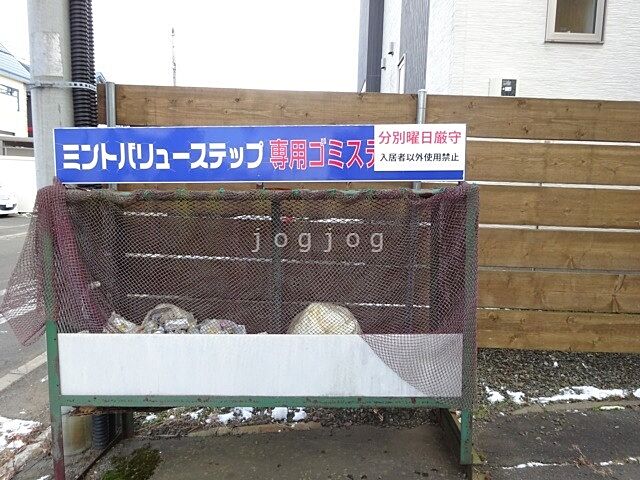 ミントバリューステップ 専用ゴミステ
分別曜日厳守
入居者以外使用禁止
jogjog